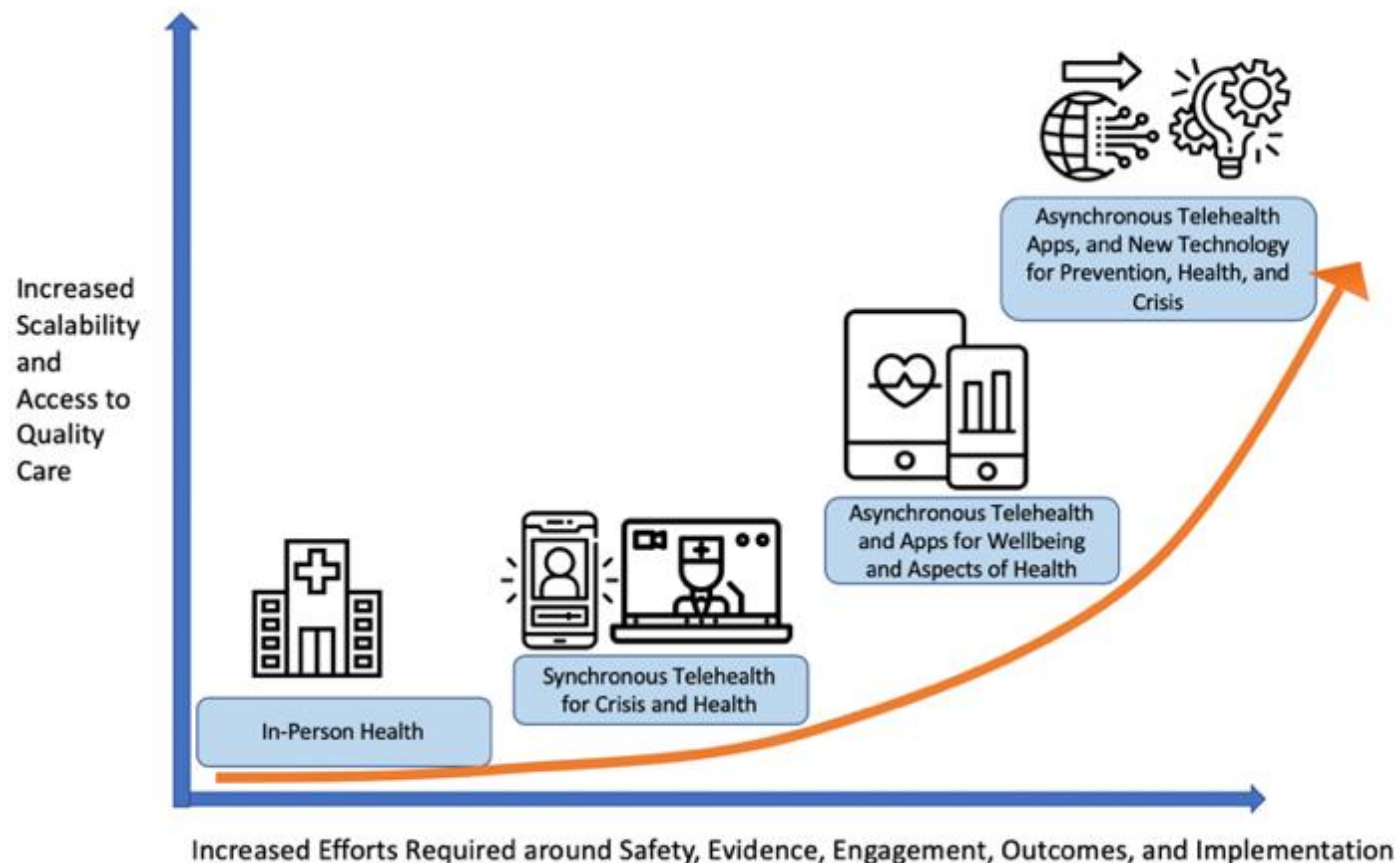 Increased
Scalability
and
Access to
Quality
Care
Asynchronous Telehealth
Apps, and New Technology
for Prevention, Health, and
Crisis
Asynchronous Telehealth
and Apps for Wellbeing
and Aspects of Health
Synchronous Telehealth
for Crisis and Health
In-Person Health
Increased Efforts Required around Safety, Evidence, Engagement, Outcomes, and Implementation